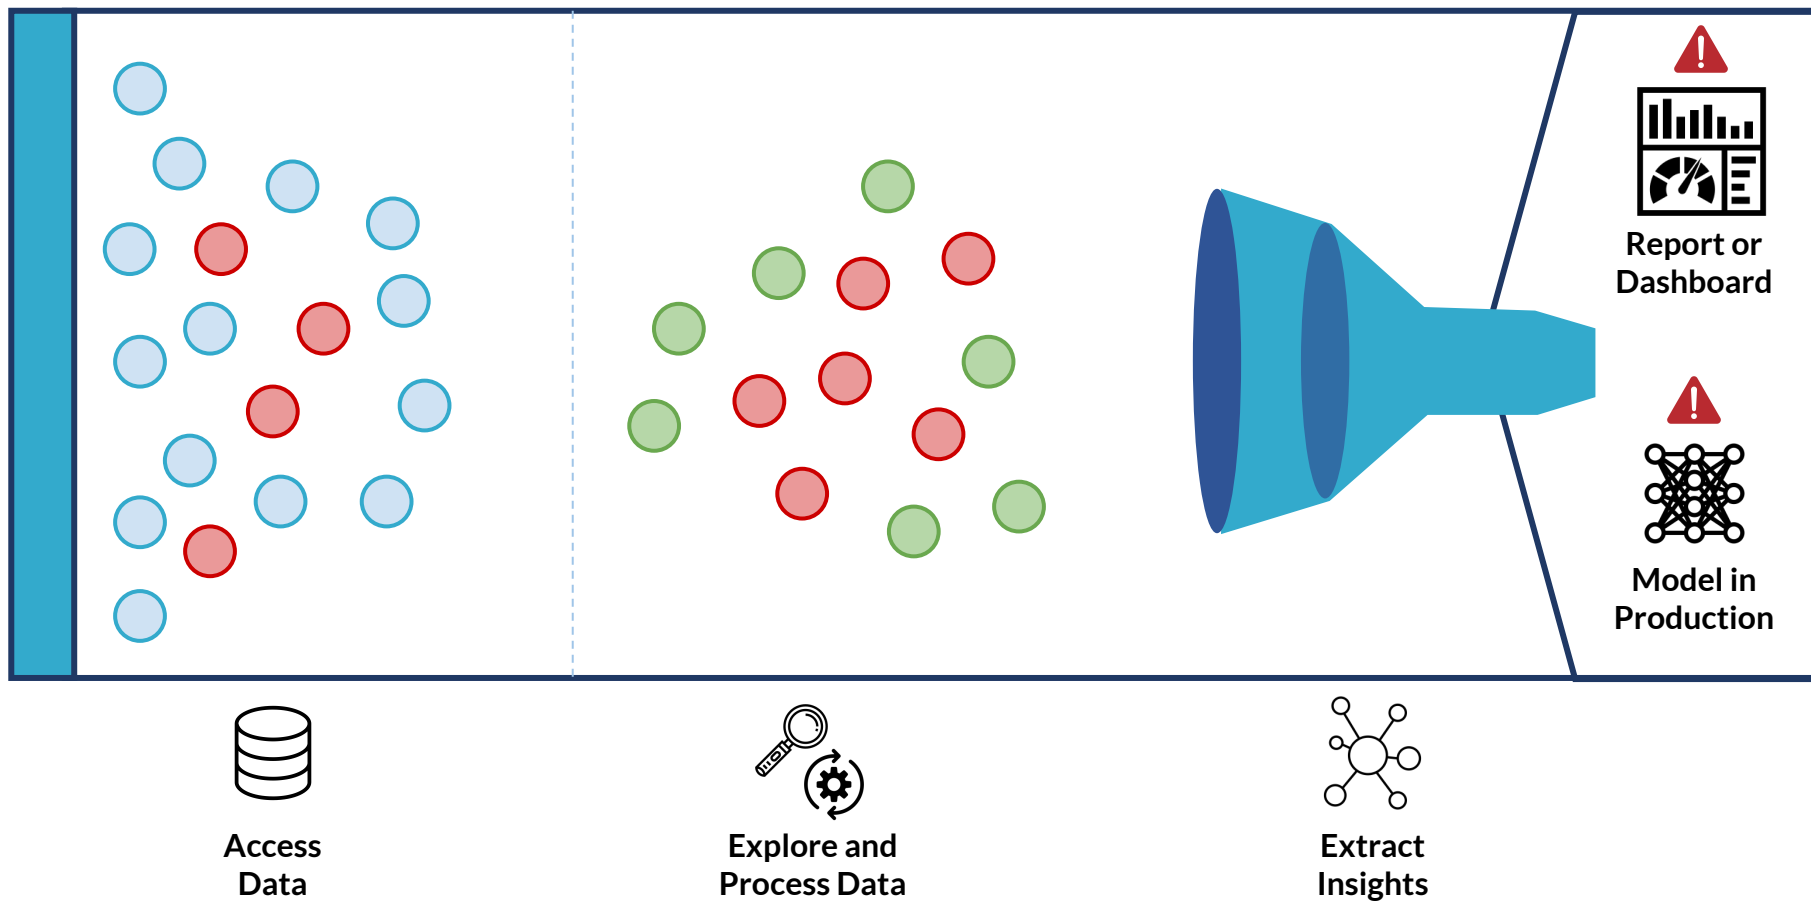 Report or
Dashboard
Model in
Production
Access
Data
Explore and
Process Data
Extract
Insights